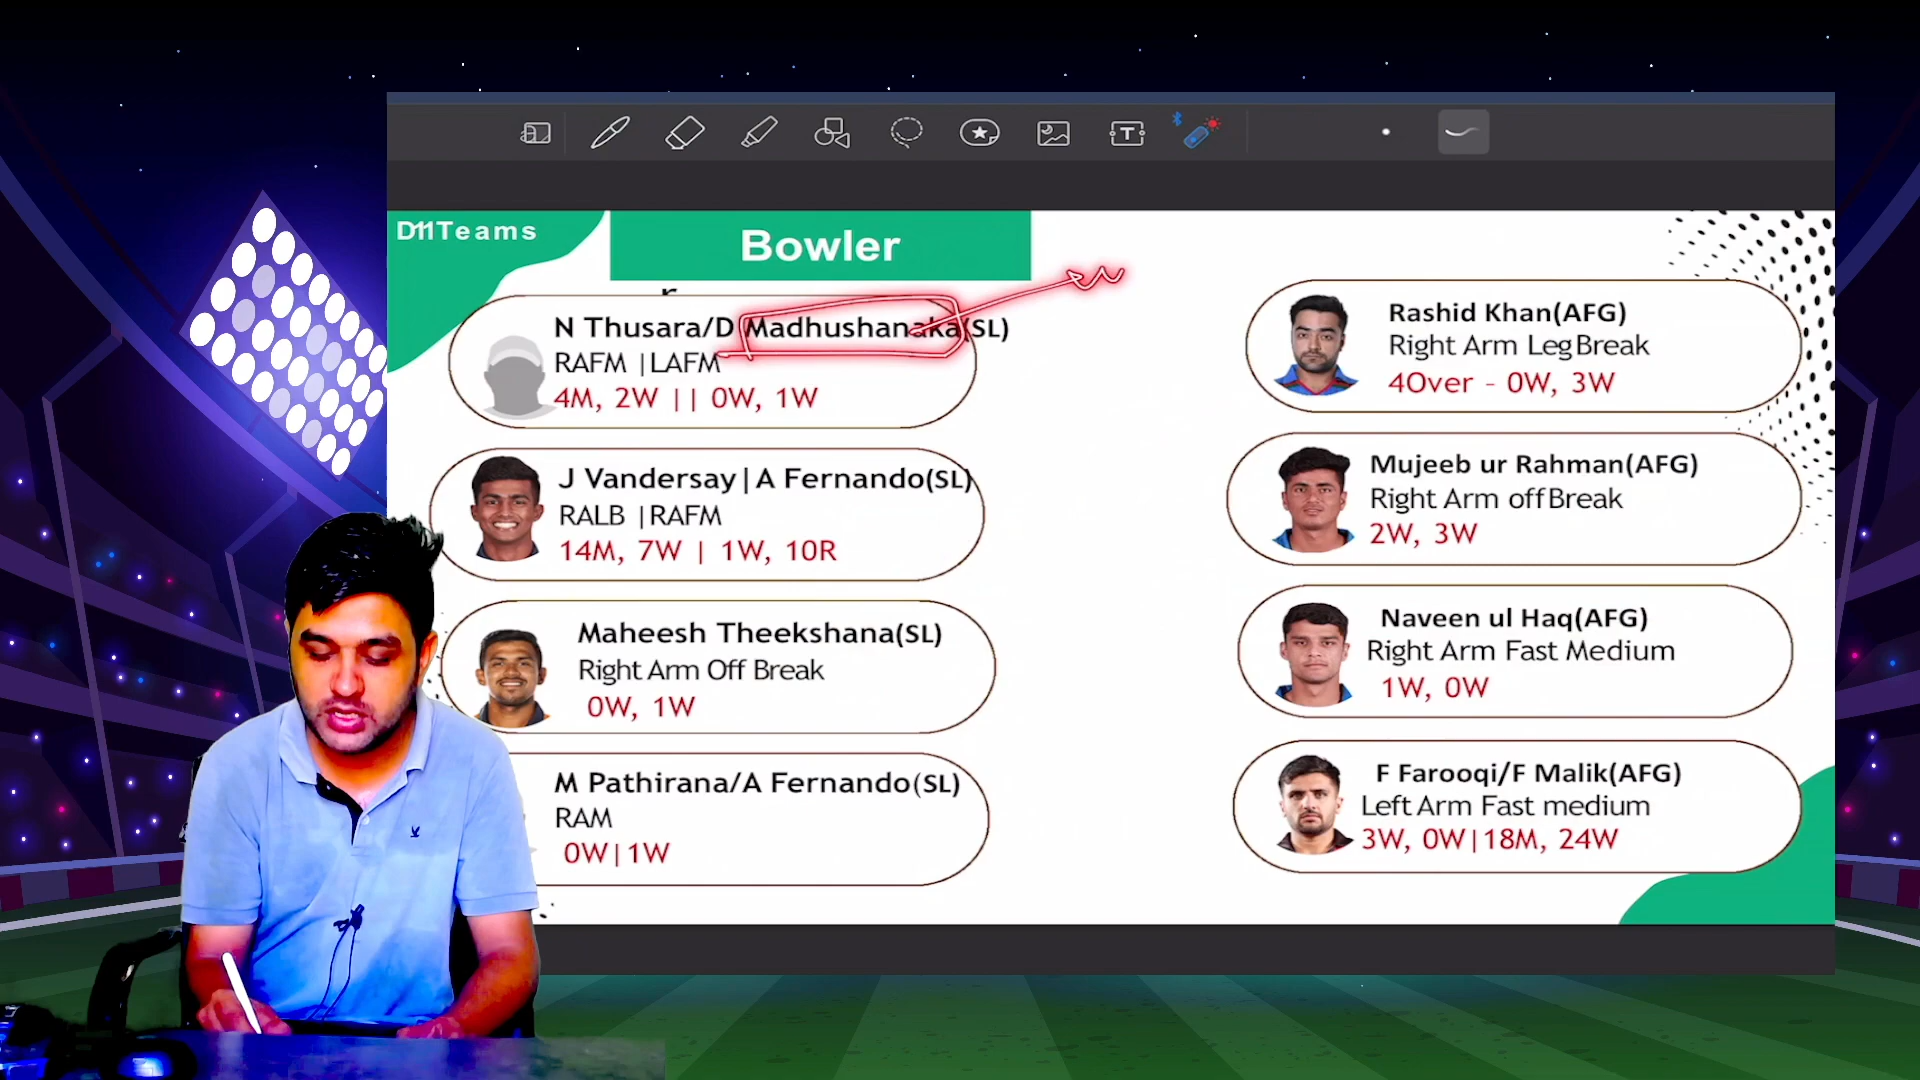 D11Teams
Bowler
N Thusara/D Madhushanaka(SL)
RAFM |LAFM
4M, 2W || 0W, 1W
J Vandersay|A Fernando(SL)
RALB |RAFM
14M, 7W | 1W, 10R
Maheesh Theekshana(SL)
Right Arm Off Break
0W, 1W
M Pathirana/A Fernando(SL)
RAM
0W|1W
Rashid Khan(AFG)
Right Arm Leg Break
4Over - 0W, 3W
Mujeeb ur Rahman(AFG)
Right Arm off Break
2W, 3W
Naveen ul Haq(AFG)
Right Arm Fast Medium
1W, 0W
F Farooqi/F Malik(AFG)
Left Arm Fast medium
3W, 0W|18M, 24W